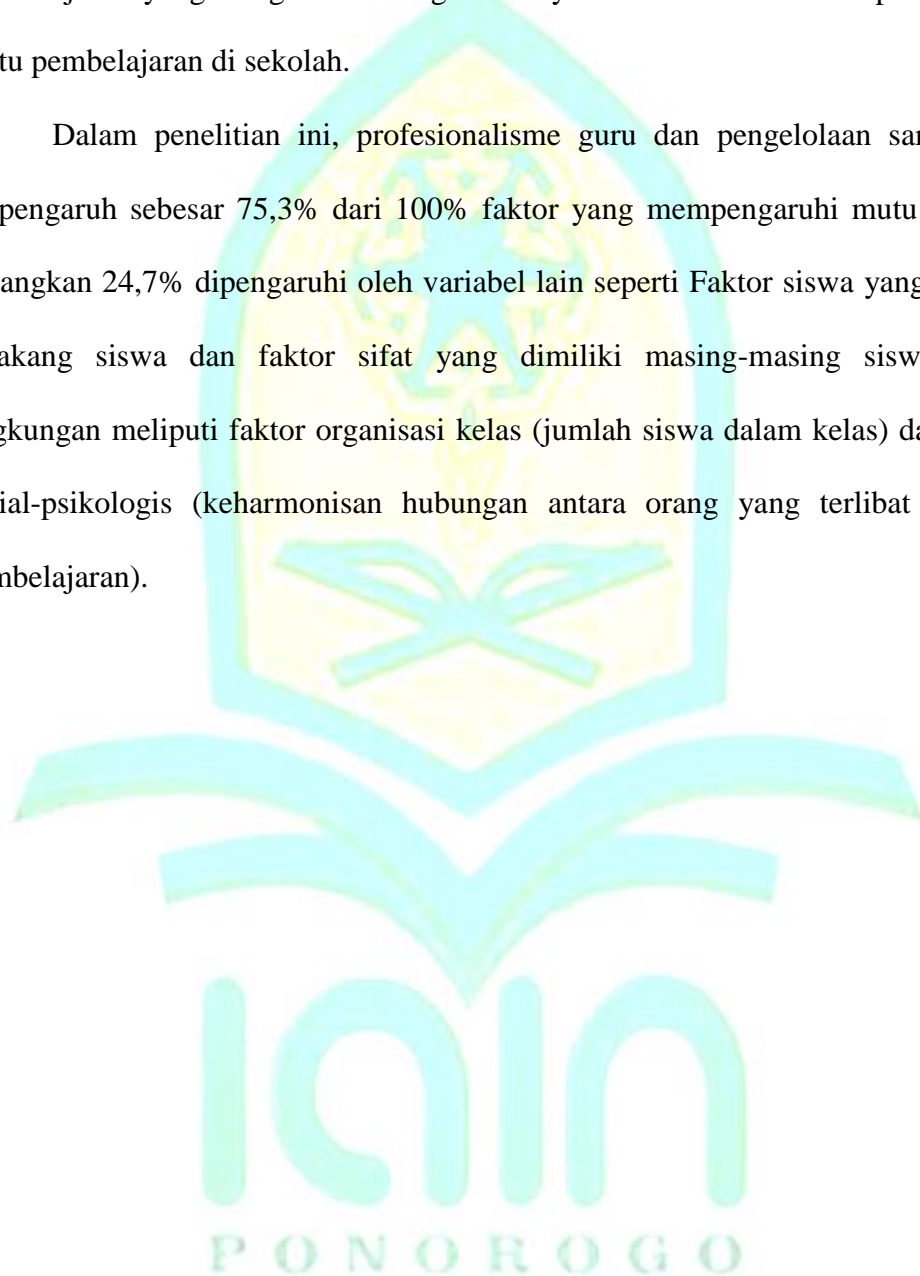 yang
tu pembelajaran di sekolah.
Dalam penelitian ini, profesionalisme guru dan pengelolaan sar
pengaruh sebesar 75,3% dari 100% faktor yang mempengaruhi mutu
angkan 24,7% dipengaruhi oleh variabel lain seperti Faktor siswa yang
akang siswa dan faktor sifat yang dimiliki masing-masing sisw
gkungan meliputi faktor organisasi kelas (jumlah siswa dalam kelas) da
ial-psikologis (keharmonisan hubungan antara orang yang terlibat
mbelajaran).
iain
PONOROGO